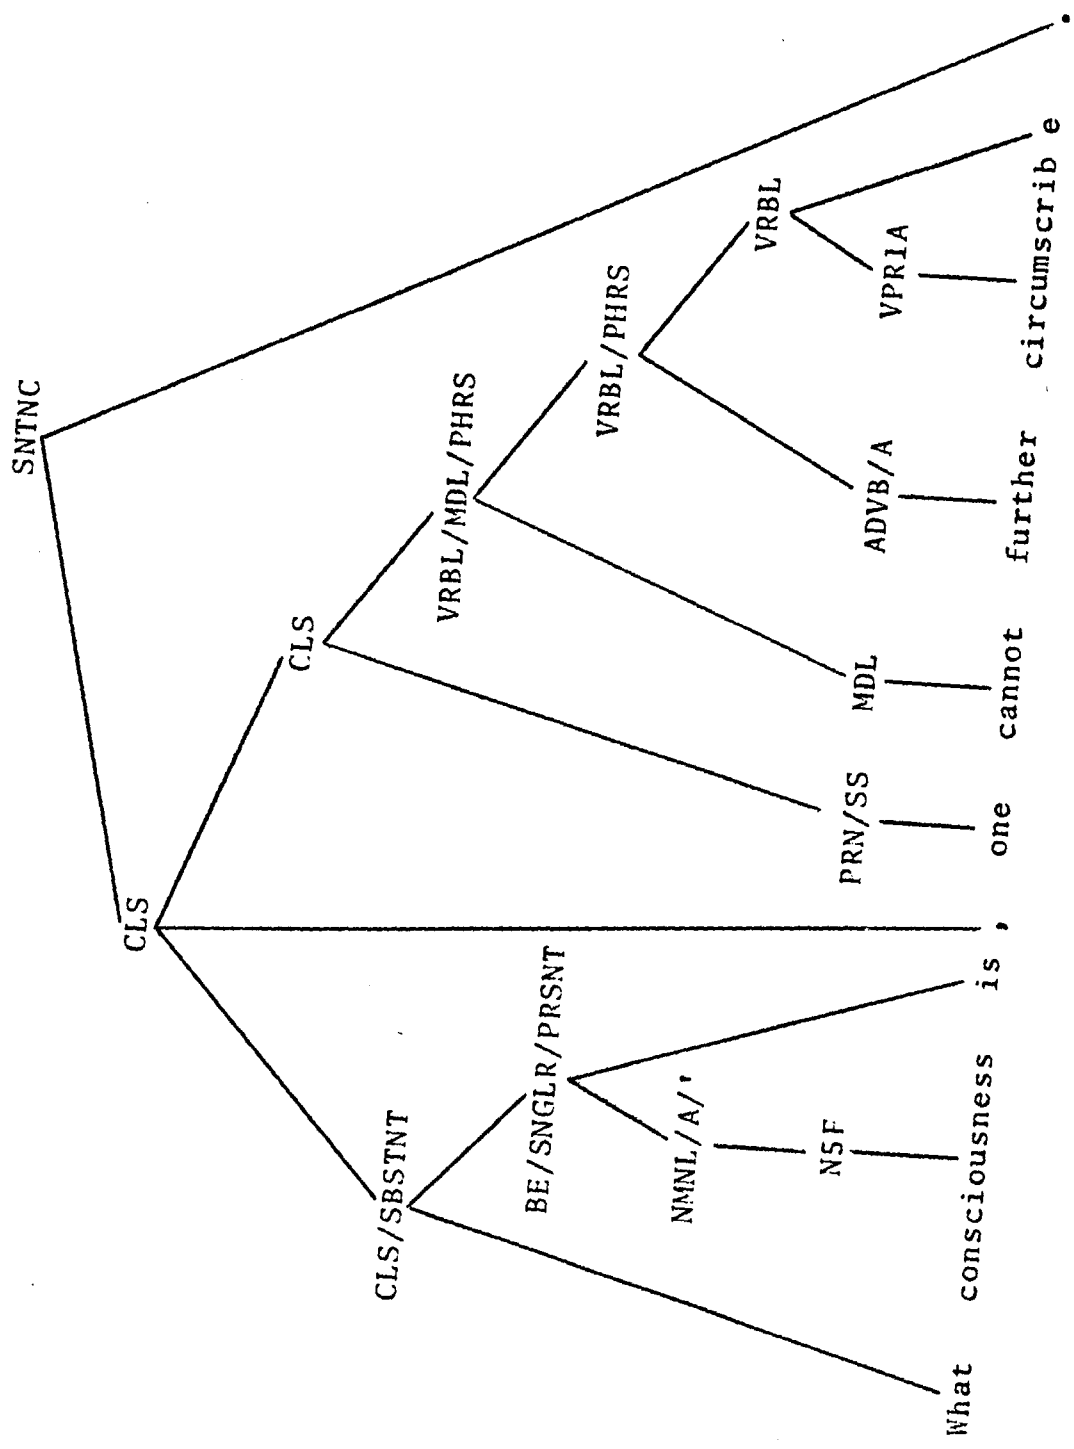 SNTNC
CLS
CLS
CLS/SBSTNT
VRBL/MDL/PHRS
BE/SNGLR/PRSNT
VRBL/PHRS
NMNL/A/'
VRBL
NSF
PRN/SS
MDL
ADVB/A
VPR1A
What consciousness is , one cannot further circumscrib e .